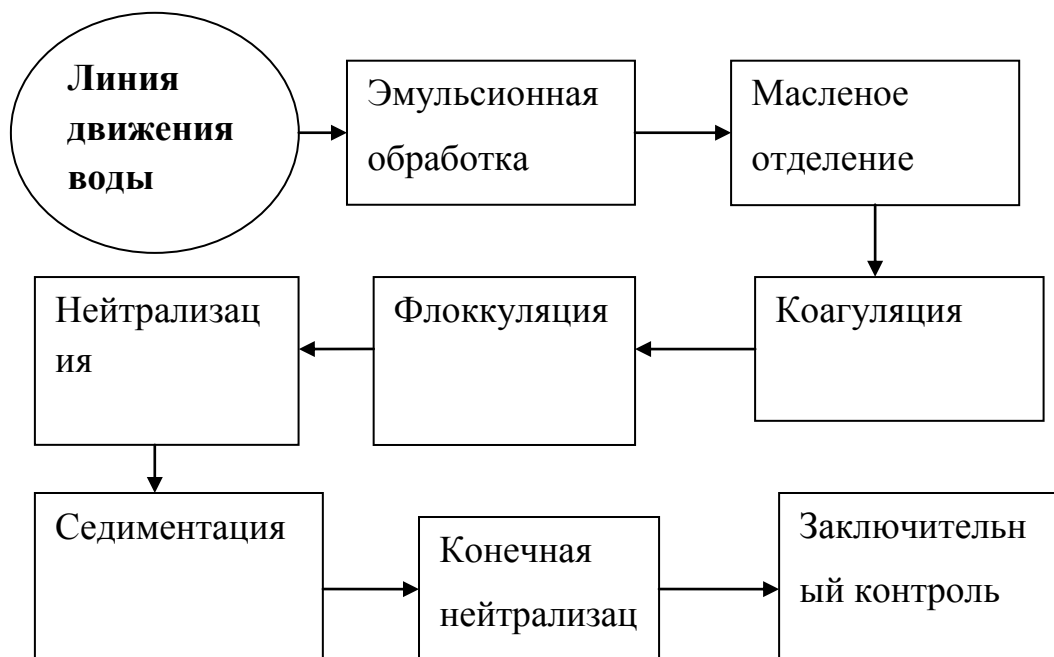 Линия
движения
воды
Эмульсионная
обработка
Масленое
отделение
Коагуляция
Флоккуляция
Нейтрализац
ия
Седиментация
Конечная
нейтрализац
Заключительн
ый контроль